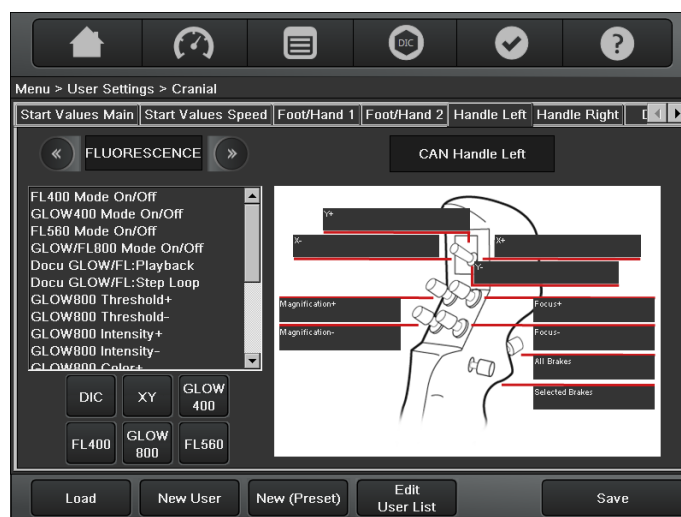 DIC
?
Menu > User Settings > Cranial
Start Values Main
Start Values Speed
Foot/Hand 1
Foot/Hand 2
Handle Left
Handle Right
«
FLUORESCENCE
»
CAN Handle Left
FL400 Mode On/Off
GLOW400 Mode On/Off
FL560 Mode On/Off
GLOW/FL800 Mode On/Off
Docu GLOW/FL:Playback
Docu GLOW/FL:Step Loop
GLOW800 Threshold+
GLOW800 Threshold-
GLOW800 Intensity+
GLOW800 Intensity-
GLOW800 Color+
Y+
X-
X+
Y-
Magnification+
Focus+
Magnification-
Focus-
All Brakes
Selected Brakes
DIC
XY
GLOW
400
FL400
GLOW
800
FL560
Load
New User
New (Preset)
Edit
User List
Save